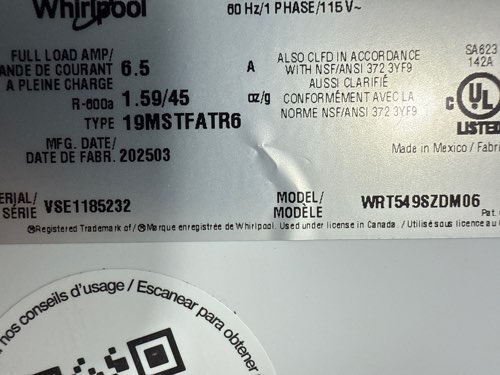 Whirlpool
60 Hz/1 PHASE/115 V~
FULL LOAD AMP/
ANDE DE COURANT 6.5 A
A PLEINE CHARGE
R-600a 1.59/45 oz/g
TYPE 19MSTFATR6
MFG. DATE/
DATE DE FABR. 202503
ALSO CLFD IN ACCORDANCE
WITH NSF/ANSI 372 3YF9
AUSSI CLARIFIÉ
CONFORMÉMENT AVEC LA
NORME NSF/ANSI 372 3YF9
SA623
142A
C UL
LISTED
Made in Mexico / Fabri
ERIAL/
SÉRIE VSE1185232
MODEL/
MODÈLE WRT549SZDM06
Pat.
®Registered Trademark of / ®Marque enregistrée de Whirlpool. Used under license in Canada. / Utilisé sous licence au
nos conseils d'usage / Escanear para obtener